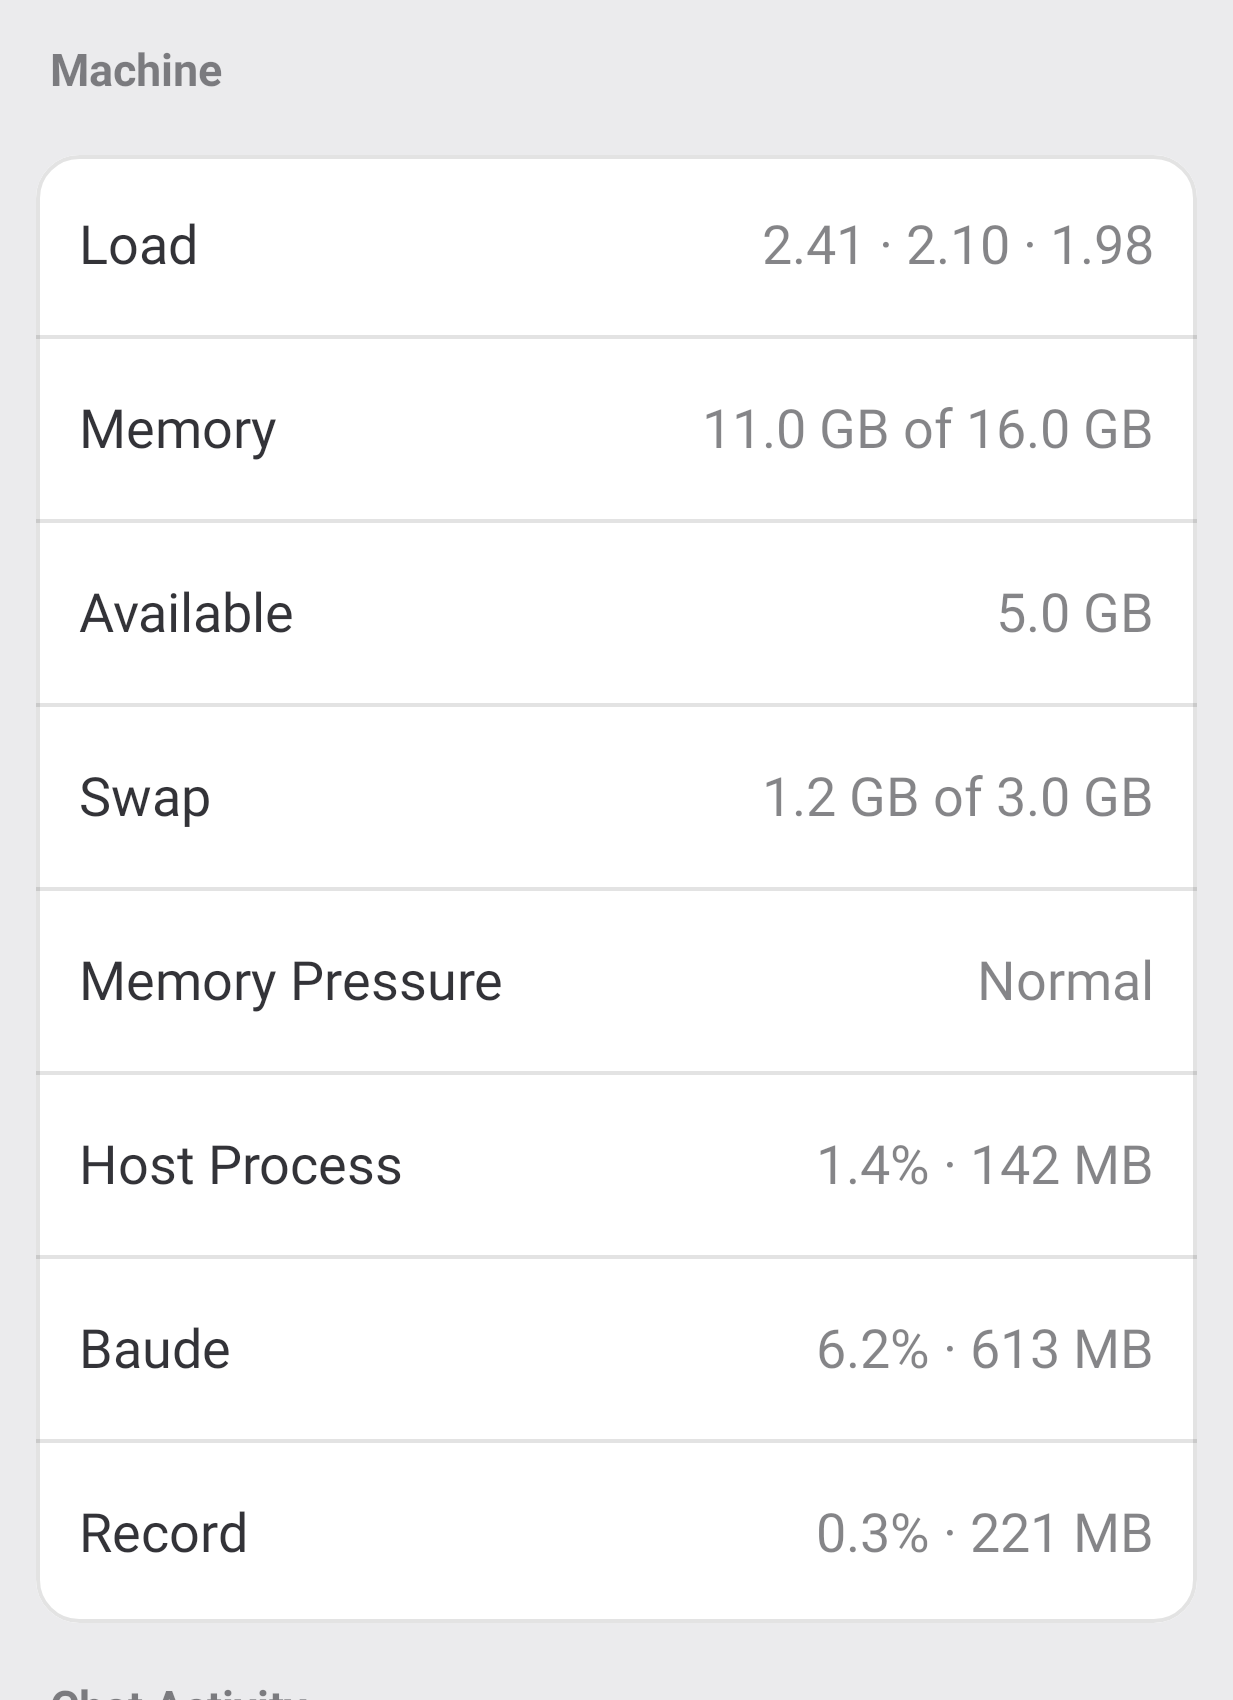 Machine
Load 2.41 · 2.10 · 1.98
Memory 11.0 GB of 16.0 GB
Available 5.0 GB
Swap 1.2 GB of 3.0 GB
Memory Pressure Normal
Host Process 1.4% · 142 MB
Baude 6.2% · 613 MB
Record 0.3% · 221 MB
Chat Activity